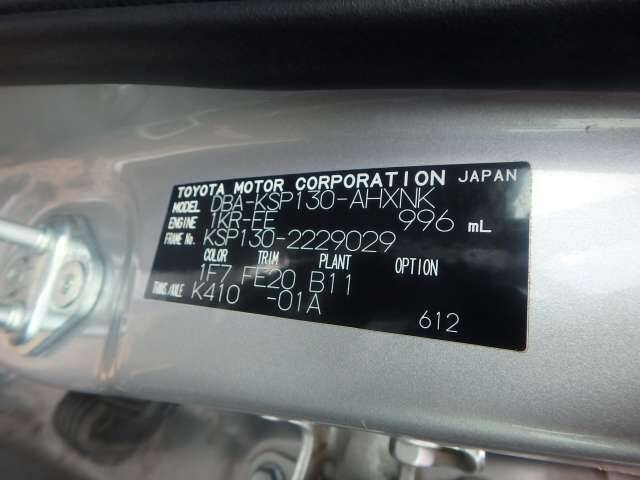 TOYOTA MOTOR CORPORATION JAPAN
MODEL DBA-KSP130-AHXNK
ENGINE 1KR-FE 996 mL
FRAME No. KSP130-2229029
COLOR TRIM PLANT OPTION
1F7 FE20 B11
TRANS./AXLE K410 -01A
612